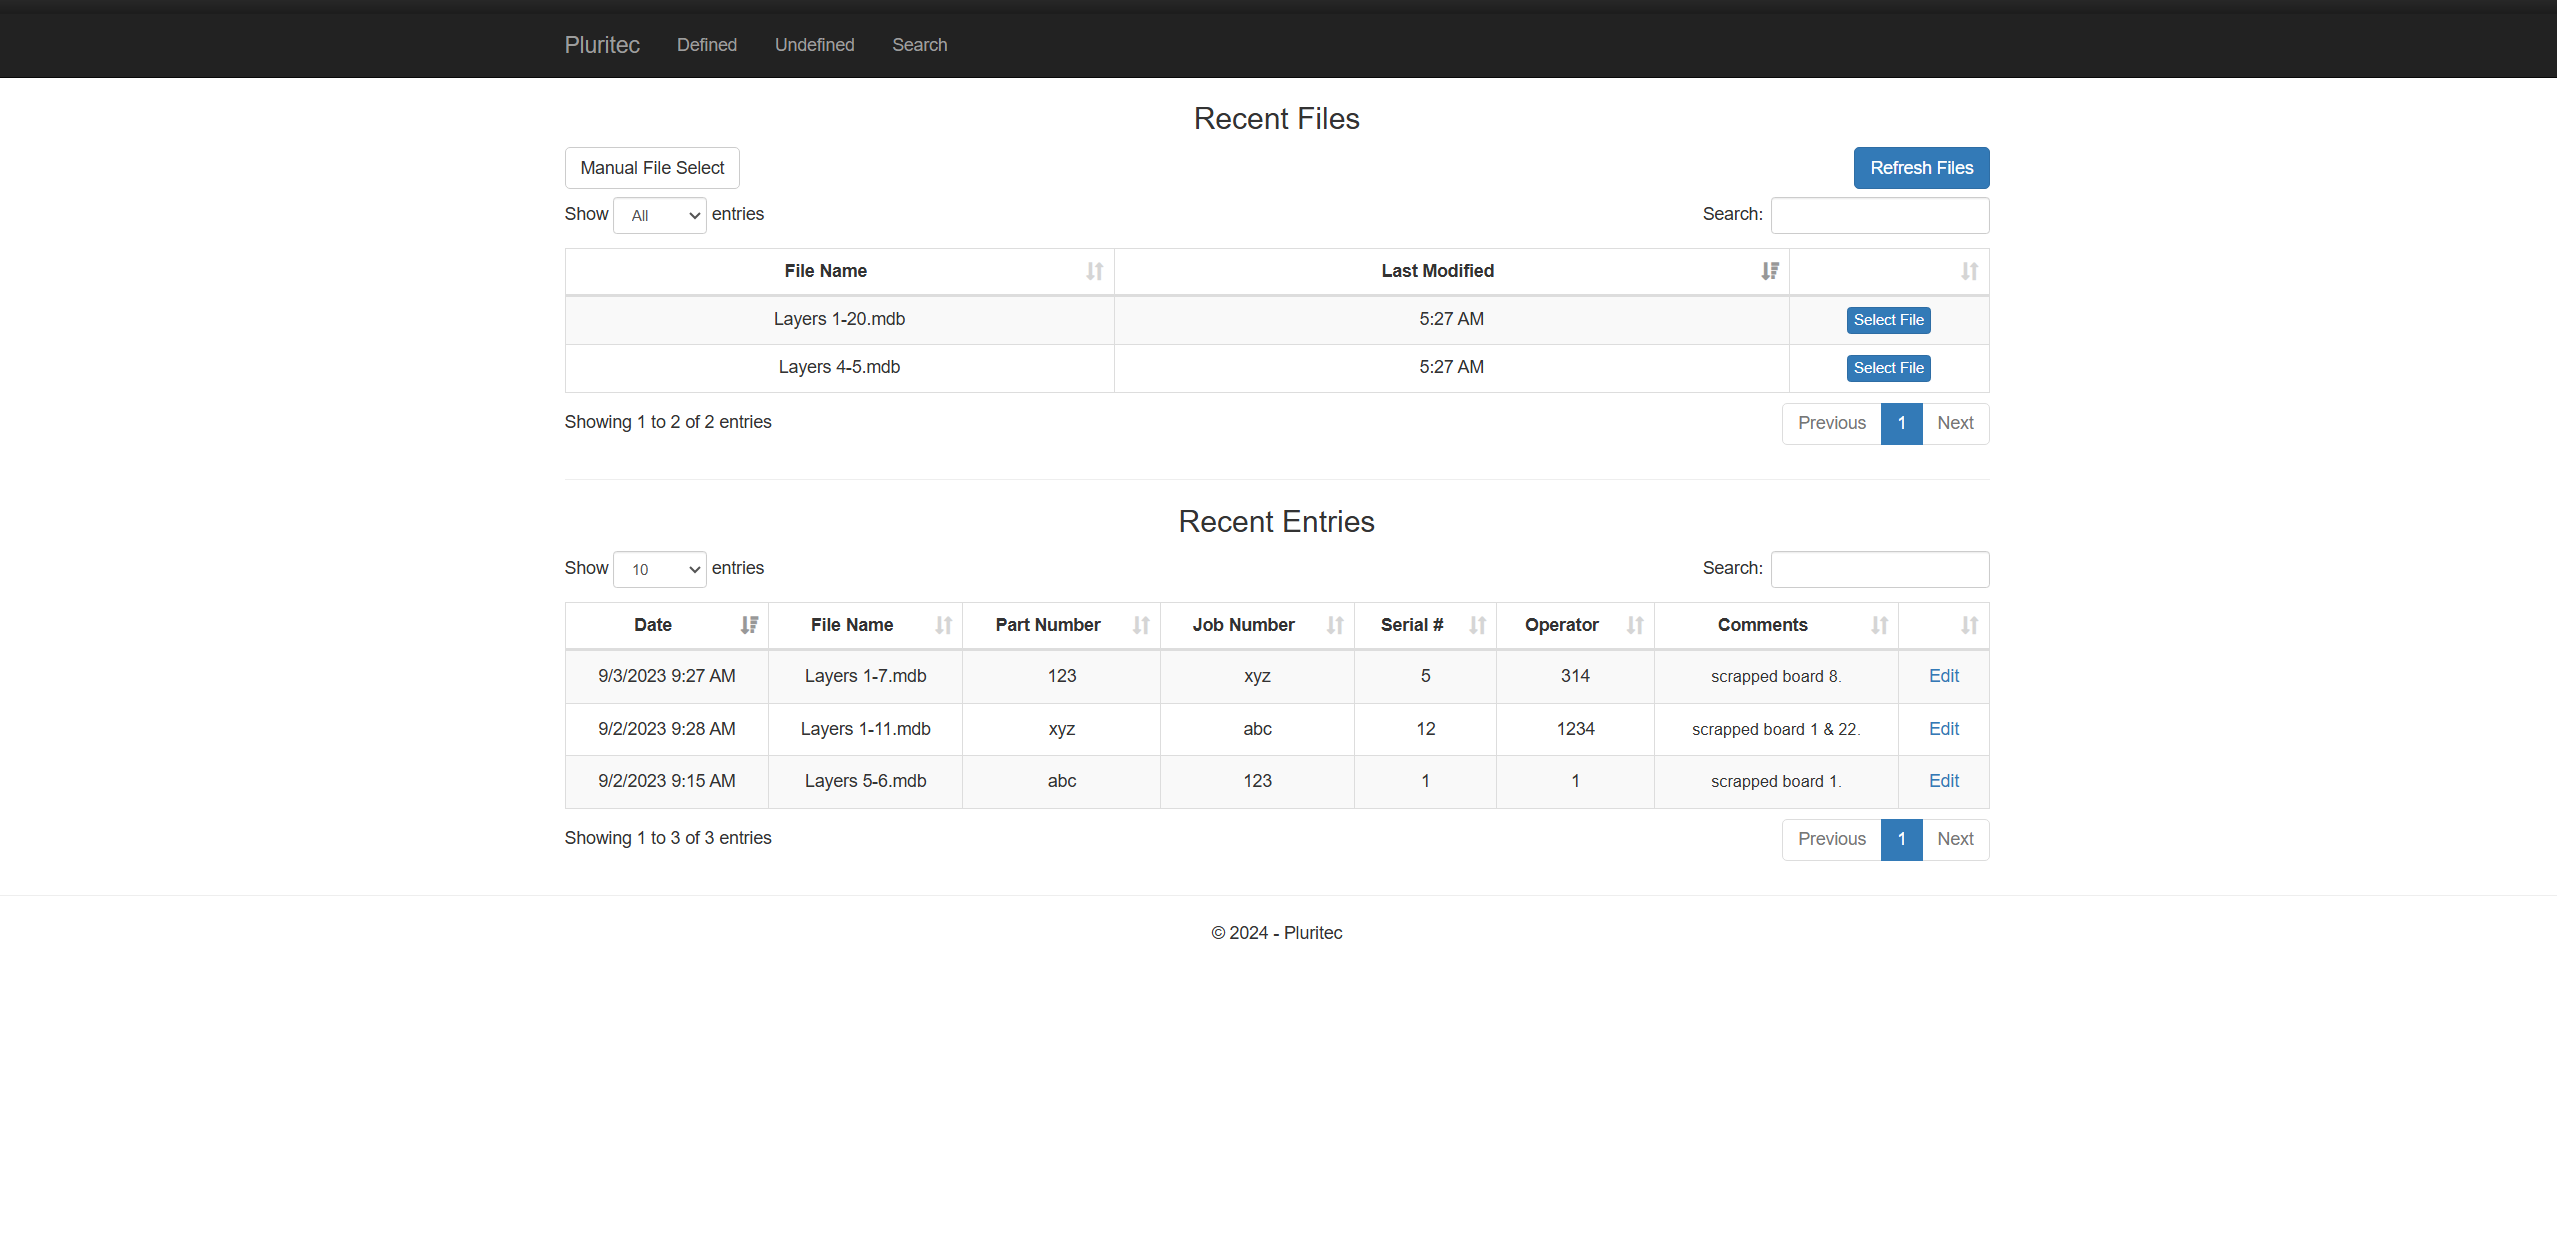 Pluritec Defined Undefined Search
Recent Files
Manual File Select Refresh Files
Show All entries Search:
File Name Last Modified
Layers 1-20.mdb 5:27 AM Select File
Layers 4-5.mdb 5:27 AM Select File
Showing 1 to 2 of 2 entries Previous 1 Next
Recent Entries
Show 10 entries Search:
Date File Name Part Number Job Number Serial # Operator Comments
9/3/2023 9:27 AM Layers 1-7.mdb 123 xyz 5 314 scrapped board 8. Edit
9/2/2023 9:28 AM Layers 1-11.mdb xyz abc 12 1234 scrapped board 1 & 22. Edit
9/2/2023 9:15 AM Layers 5-6.mdb abc 123 1 1 scrapped board 1. Edit
Showing 1 to 3 of 3 entries Previous 1 Next
© 2024 - Pluritec